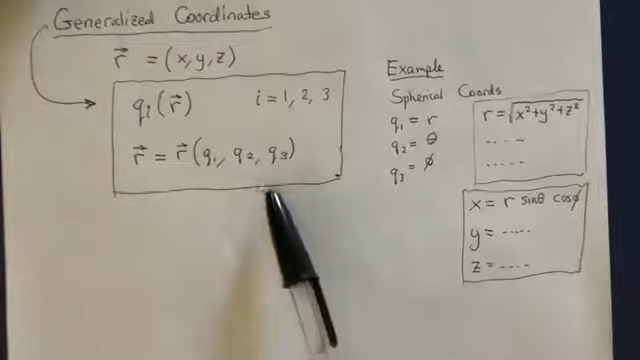 Generalized Coordinates
r⃗ = (x, y, z)
qᵢ(r⃗) i = 1, 2, 3
r⃗ = r⃗(q₁, q₂, q₃)
Example
Spherical Coords
q₁ = r
q₂ = θ
q₃ = ϕ
r = √x²+y²+z²
.....
.....
x = r sinθ cosϕ
y = .....
z = .....